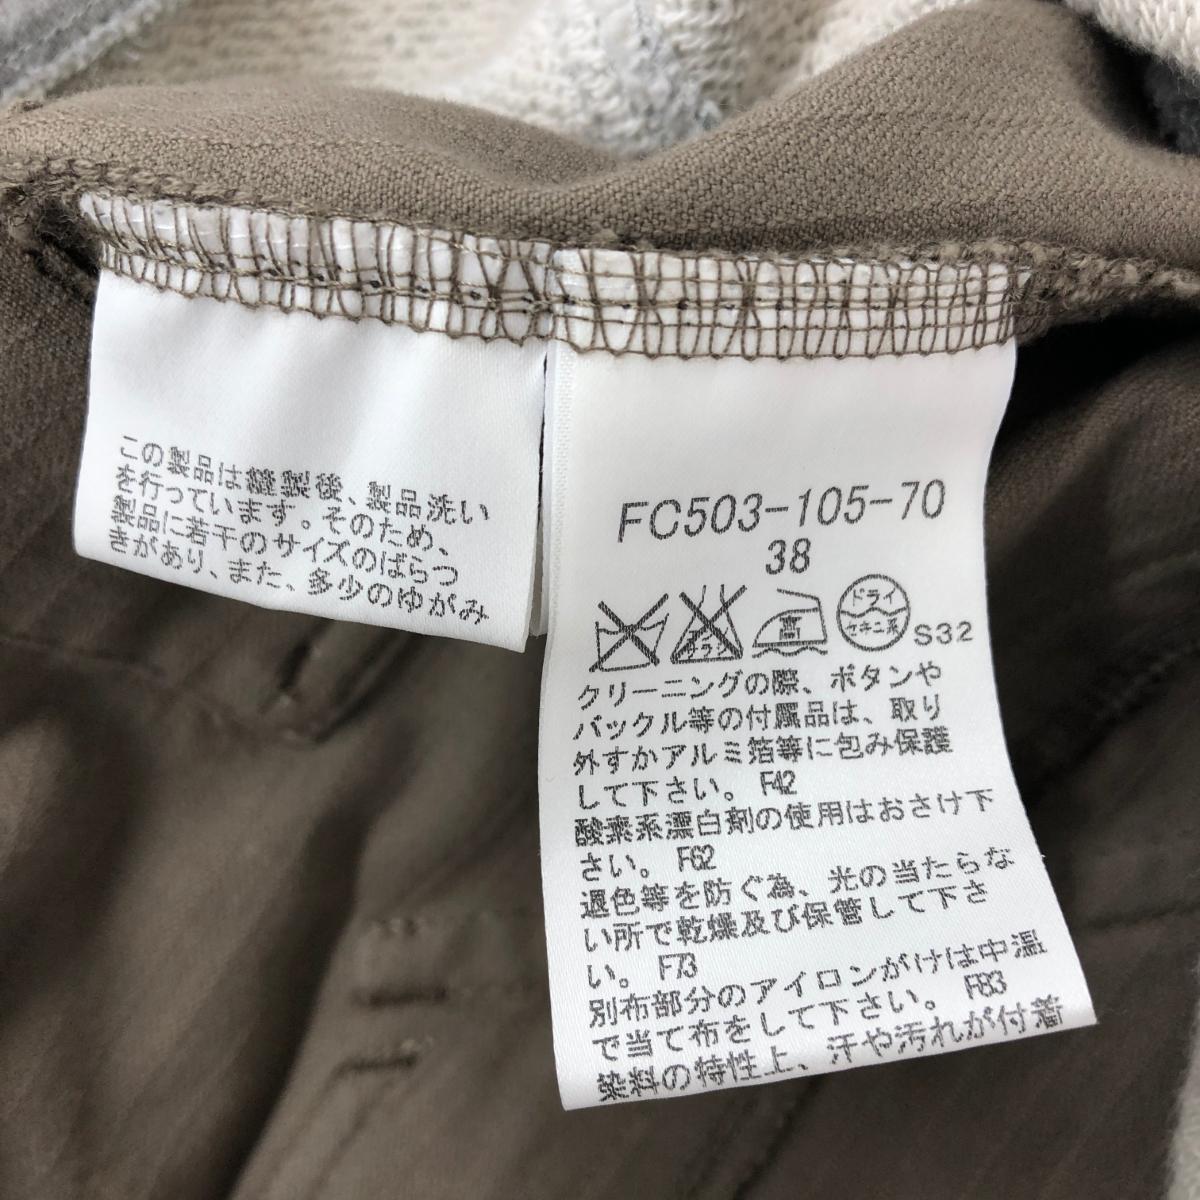 この製品は縫製後、製品洗い
を行っています。そのため、
製品に若干のサイズのばらつ
きがあり、また、多少のゆがみ
FC503-105-70
38
サラシ
高
ドライ
セキユ系
S32
クリーニングの際、ボタンや
バックル等の付属品は、取り
外すかアルミ箔等に包み保護
して下さい。 F42
酸素系漂白剤の使用はおさけ下
さい。 F62
退色等を防ぐ為、光の当たらな
い所で乾燥及び保管して下さ
い。 F73
別布部分のアイロンがけは中温
で当て布をして下さい。 F83
染料の特性上、汗や汚れが付着